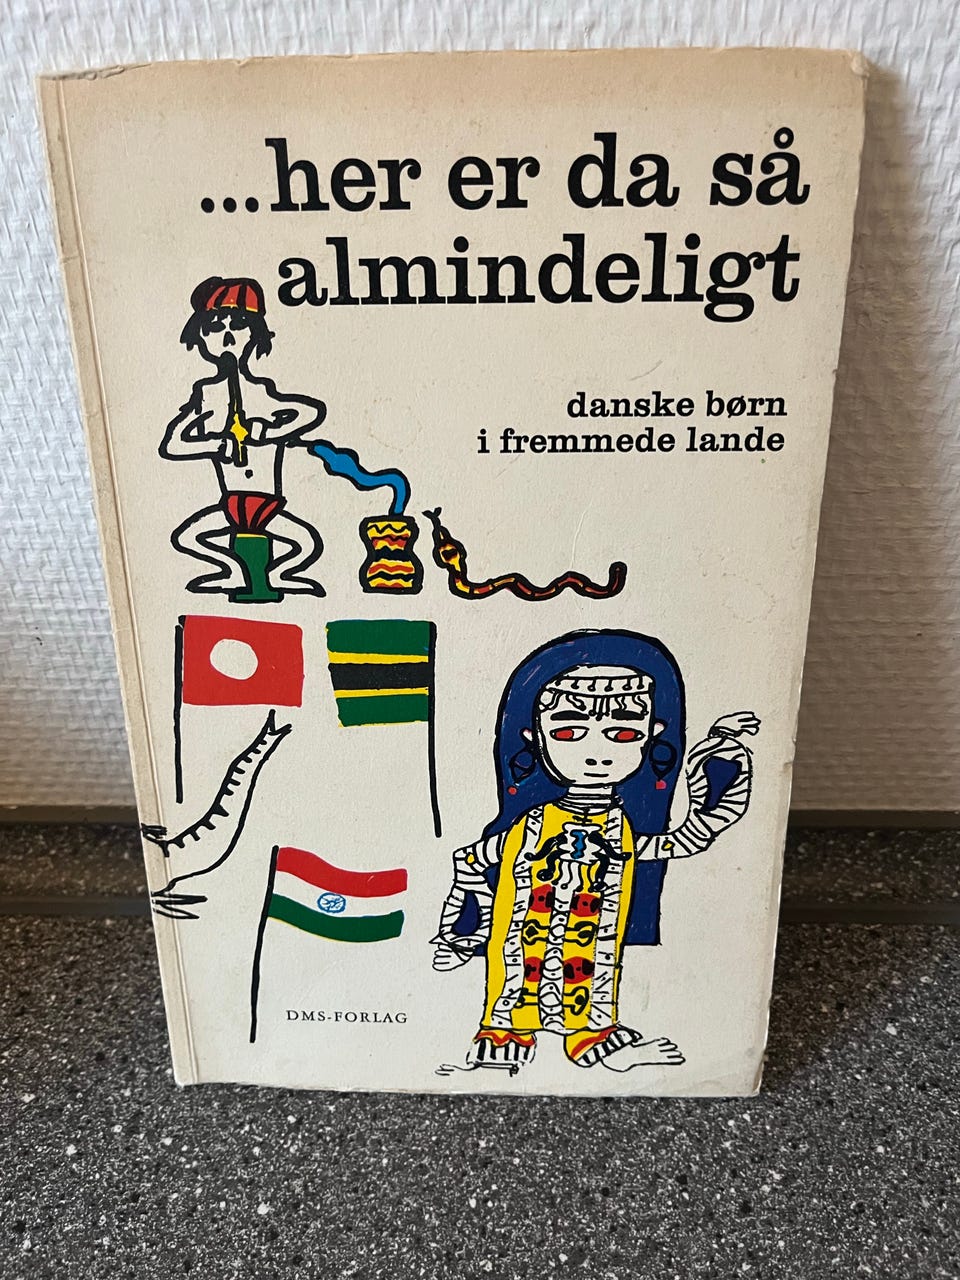 ...her er da så
almindeligt
danske børn
i fremmede lande
DMS-FORLAG